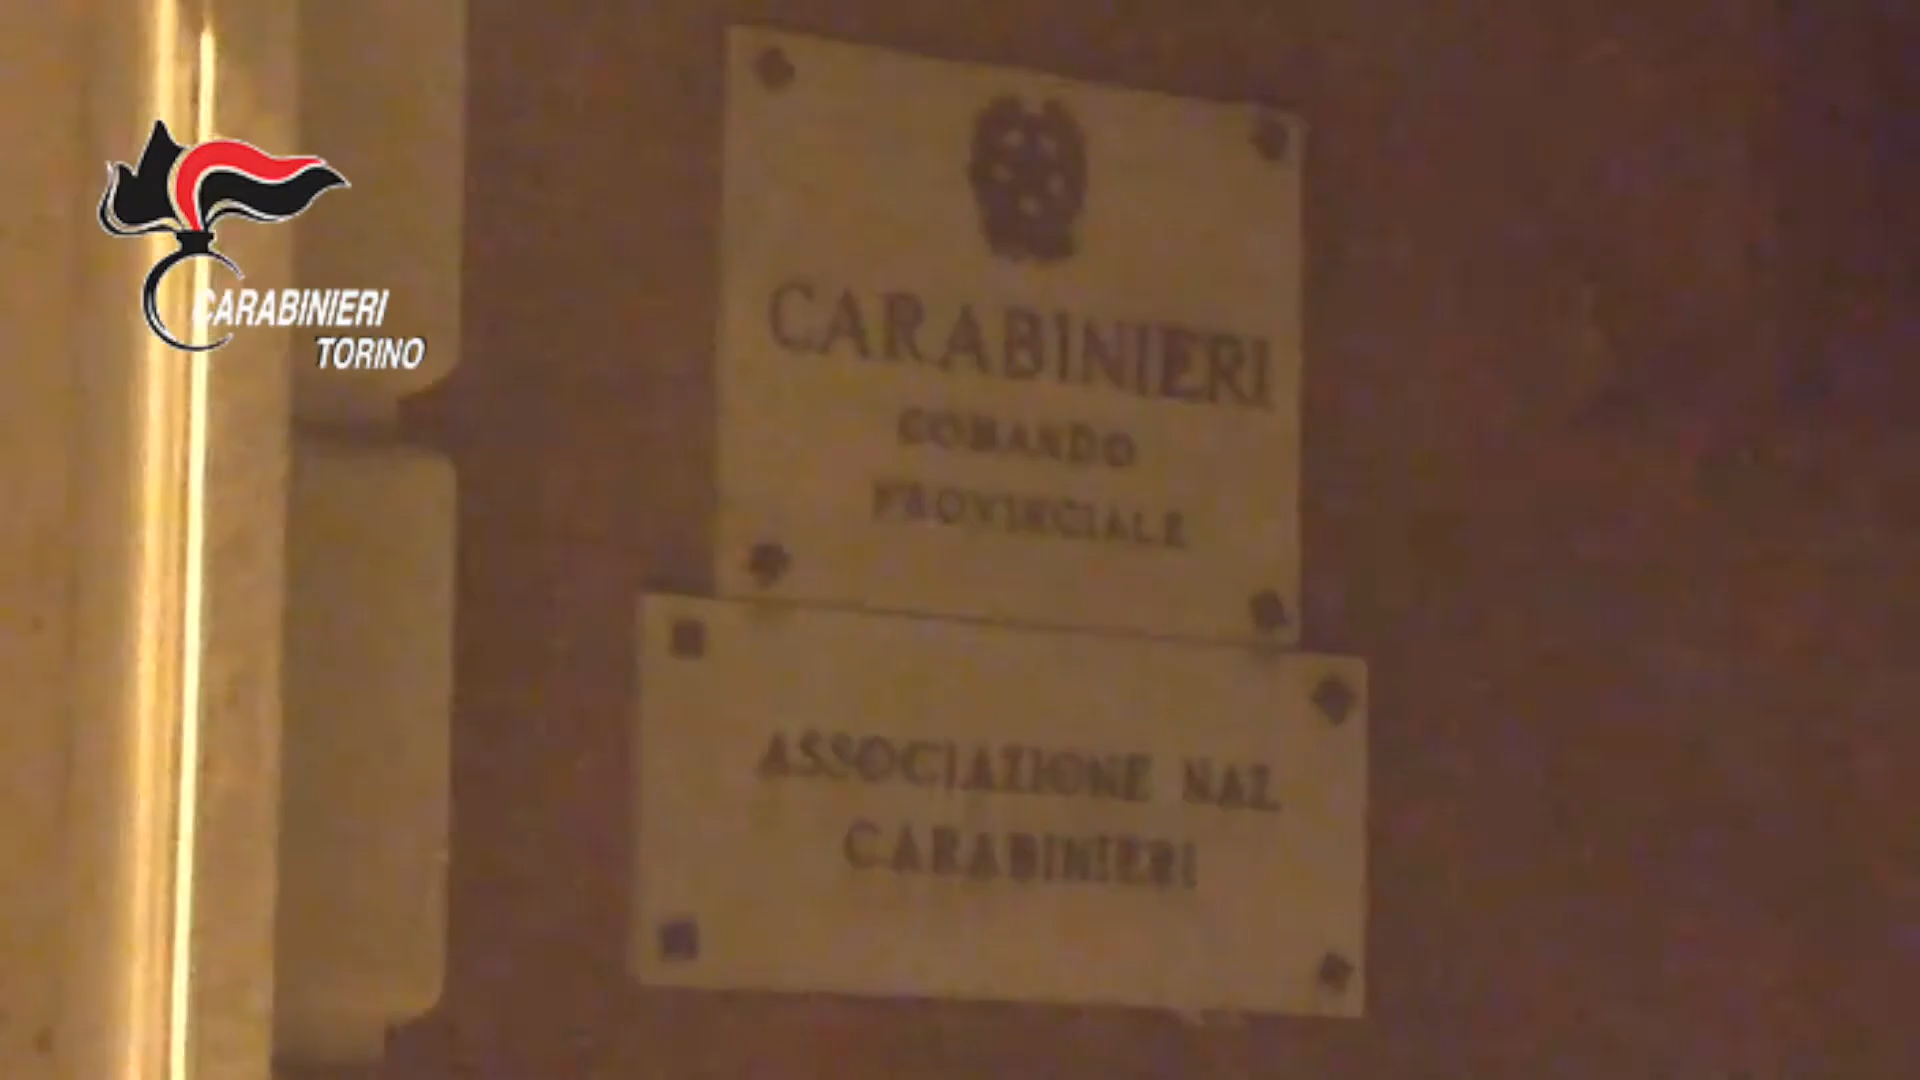 CARABINIERI
TORINO
CARABINIERI
COMANDO
PROVINCIALE
ASSOCIAZIONE NAZ.
CARABINIERI